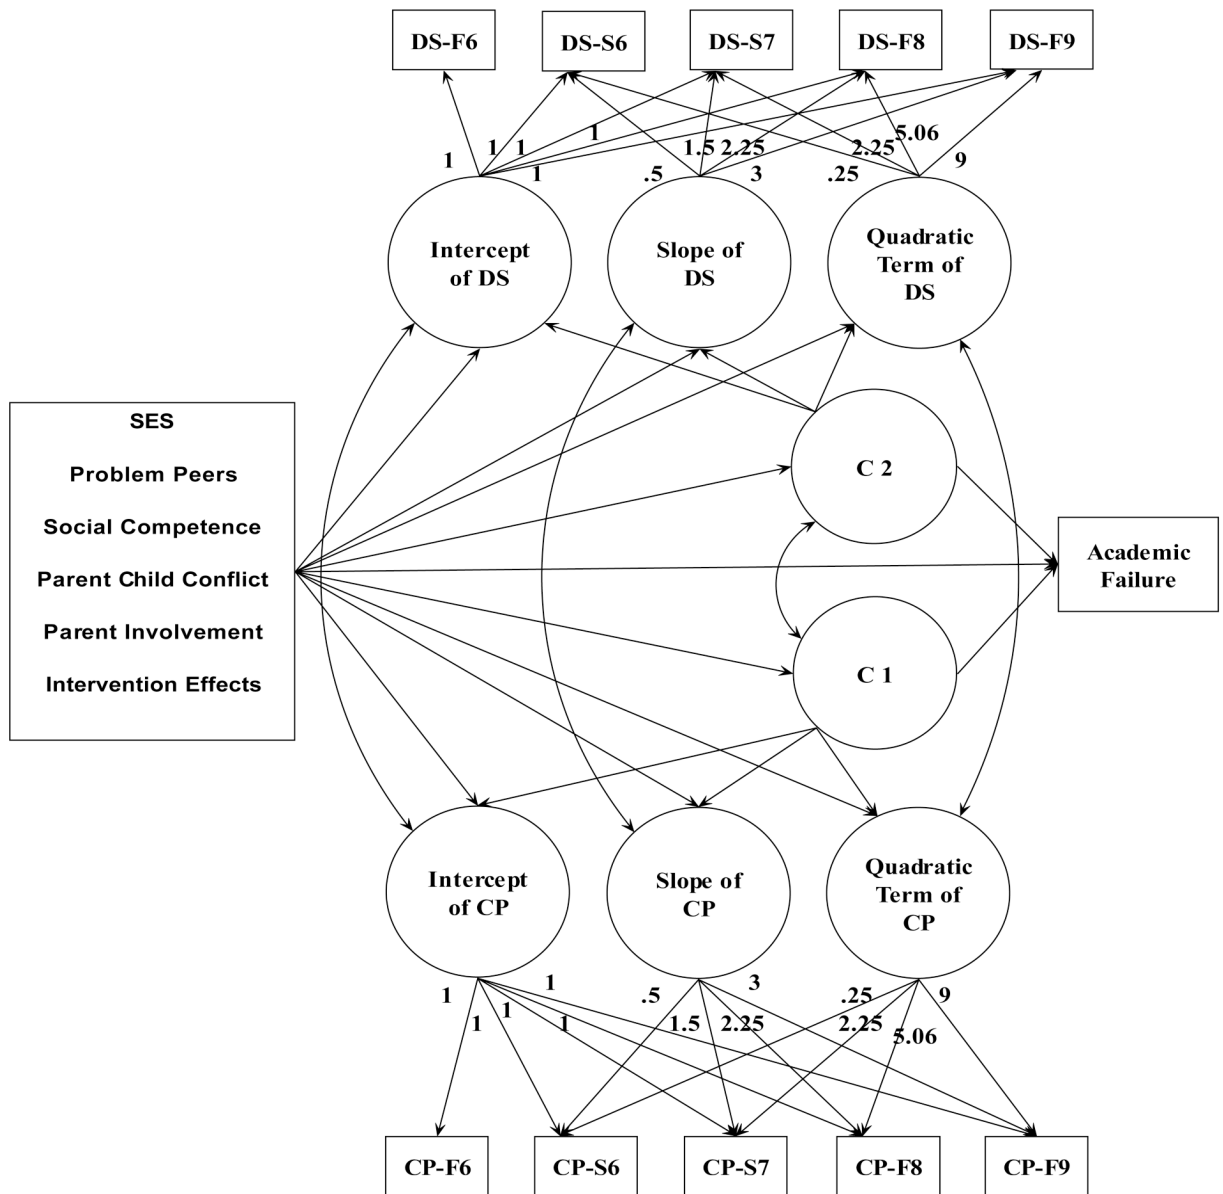 DS-F6 DS-S6 DS-S7 DS-F8 DS-F9
1 1 1 1 1
1.5 2.25 2.25 5.06
.5 3 .25 9
Intercept
of DS
Slope of
DS
Quadratic
Term of
DS
SES
Problem Peers
Social Competence
Parent Child Conflict
Parent Involvement
Intervention Effects
C 2
Academic
Failure
C 1
Intercept
of CP
Slope of
CP
Quadratic
Term of
CP
1 1 1 1 1
.5 3 .25 9
1.5 2.25 2.25 5.06
CP-F6 CP-S6 CP-S7 CP-F8 CP-F9